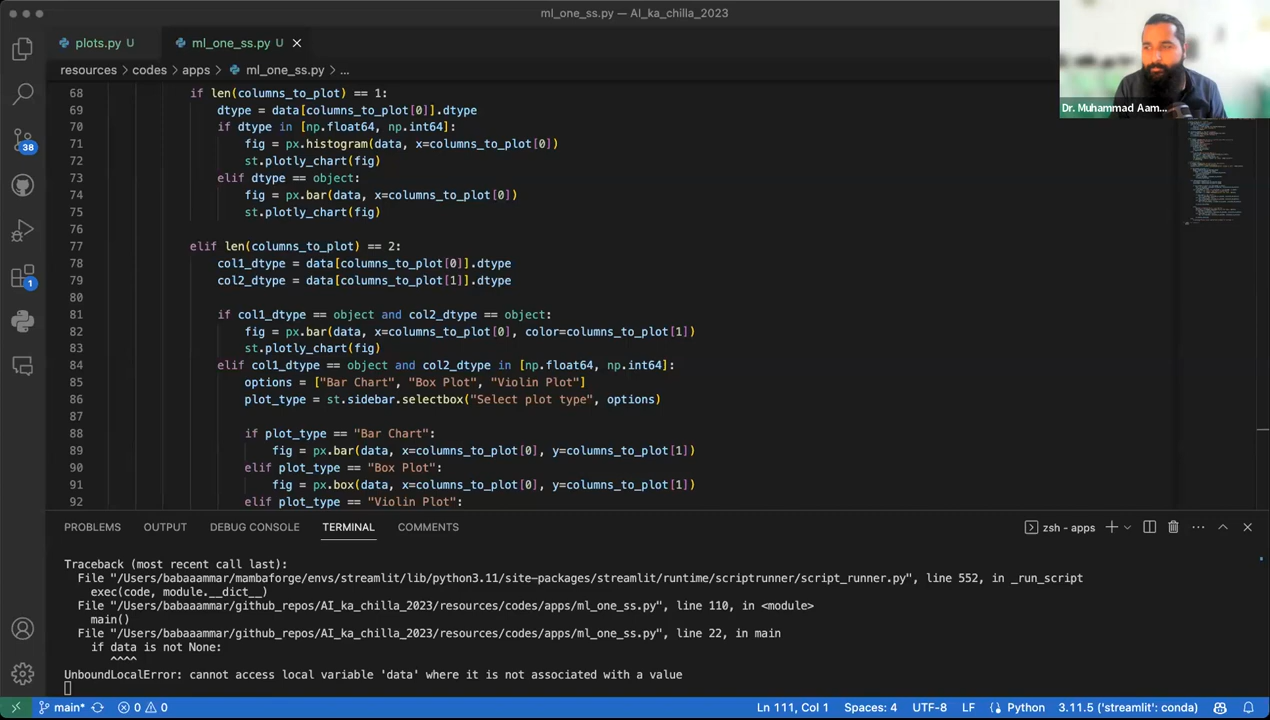 ml_one_ss.py — AI_ka_chilla_2023
plots.py U
ml_one_ss.py U
resources > codes > apps > ml_one_ss.py > ...
68 if len(columns_to_plot) == 1:
69 dtype = data[columns_to_plot[0]].dtype
70 if dtype in [np.float64, np.int64]:
71 fig = px.histogram(data, x=columns_to_plot[0])
72 st.plotly_chart(fig)
73 elif dtype == object:
74 fig = px.bar(data, x=columns_to_plot[0])
75 st.plotly_chart(fig)
76
77 elif len(columns_to_plot) == 2:
78 col1_dtype = data[columns_to_plot[0]].dtype
79 col2_dtype = data[columns_to_plot[1]].dtype
80
81 if col1_dtype == object and col2_dtype == object:
82 fig = px.bar(data, x=columns_to_plot[0], color=columns_to_plot[1])
83 st.plotly_chart(fig)
84 elif col1_dtype == object and col2_dtype in [np.float64, np.int64]:
85 options = ["Bar Chart", "Box Plot", "Violin Plot"]
86 plot_type = st.sidebar.selectbox("Select plot type", options)
87
88 if plot_type == "Bar Chart":
89 fig = px.bar(data, x=columns_to_plot[0], y=columns_to_plot[1])
90 elif plot_type == "Box Plot":
91 fig = px.box(data, x=columns_to_plot[0], y=columns_to_plot[1])
92 elif plot_type == "Violin Plot":
Dr. Muhammad Aam...
38
1
PROBLEMS OUTPUT DEBUG CONSOLE TERMINAL COMMENTS
zsh - apps
Traceback (most recent call last):
File "/Users/babaaammar/mambaforge/envs/streamlit/lib/python3.11/site-packages/streamlit/runtime/scriptrunner/script_runner.py", line 552, in _run_script
exec(code, module.__dict__)
File "/Users/babaaammar/github_repos/AI_ka_chilla_2023/resources/codes/apps/ml_one_ss.py", line 110, in <module>
main()
File "/Users/babaaammar/github_repos/AI_ka_chilla_2023/resources/codes/apps/ml_one_ss.py", line 22, in main
if data is not None:
^^^^
UnboundLocalError: cannot access local variable 'data' where it is not associated with a value
main* 0 0 Ln 111, Col 1 Spaces: 4 UTF-8 LF Python 3.11.5 ('streamlit': conda)